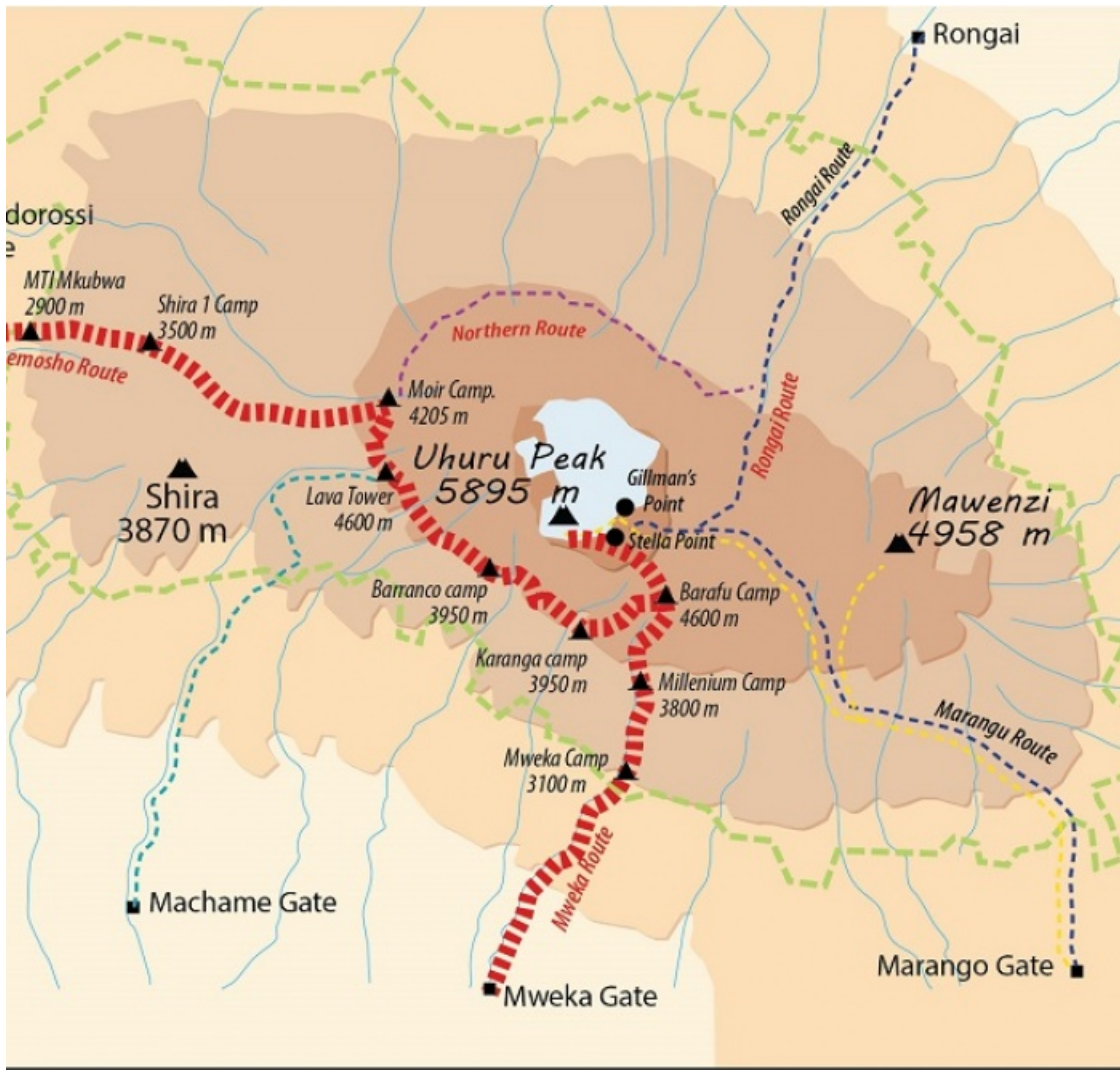 Rongai
Rongai Route
dorossi
e
MTI Mkubwa
2900 m
Shira 1 Camp
3500 m
emosho Route
Northern Route
Moir Camp.
4205 m
Rongai Route
Uhuru Peak
5895 m
Gillman's
Point
Stella Point
Shira
3870 m
Lava Tower
4600 m
Mawenzi
4958 m
Barranco camp
3950 m
Barafu Camp
4600 m
Karanga camp
3950 m
Millenium Camp
3800 m
Marangu Route
Mweka Camp
3100 m
Mweka Route
Machame Gate
Marango Gate
Mweka Gate